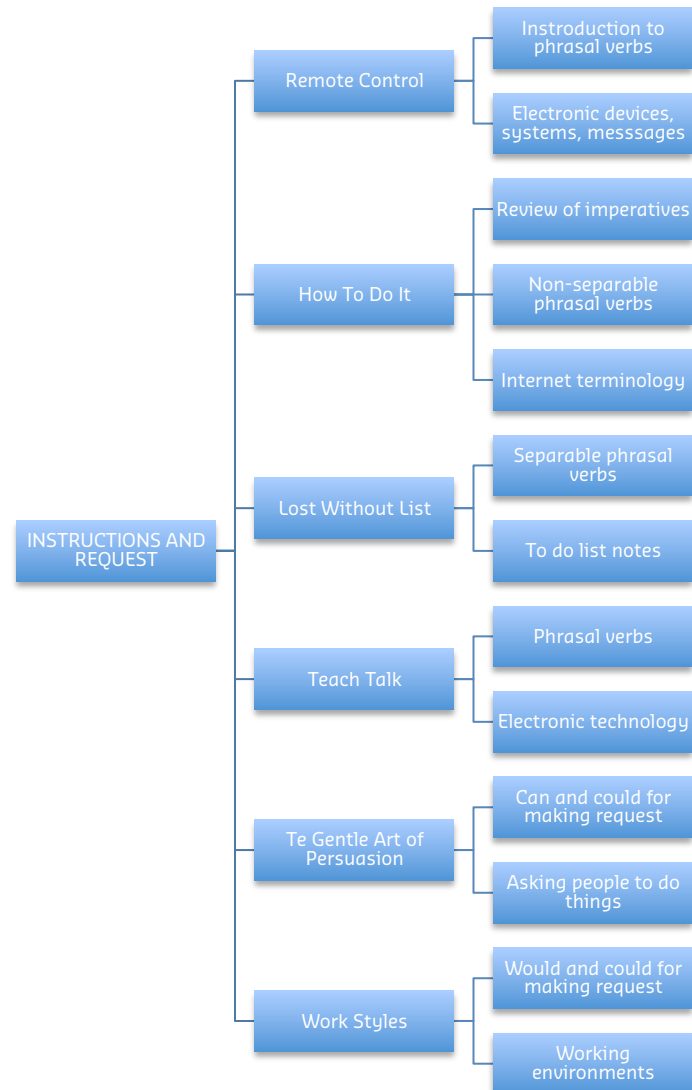 INSTRUCTIONS AND
REQUEST
Remote Control
Instroduction to
phrasal verbs
Electronic devices,
systems, messsages
How To Do It
Review of imperatives
Non-separable
phrasal verbs
Internet terminology
Lost Without List
Separable phrasal
verbs
To do list notes
Teach Talk
Phrasal verbs
Electronic technology
Te Gentle Art of
Persuasion
Can and could for
making request
Asking people to do
things
Work Styles
Would and could for
making request
Working
environments